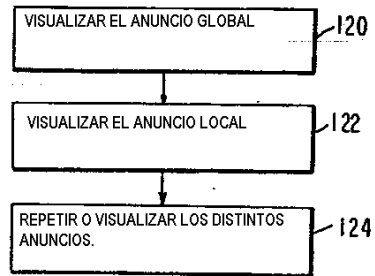 VISUALIZAR EL ANUNCIO GLOBAL
120
VISUALIZAR EL ANUNCIO LOCAL
122
REPETIR O VISUALIZAR LOS DISTINTOS
ANUNCIOS.
124